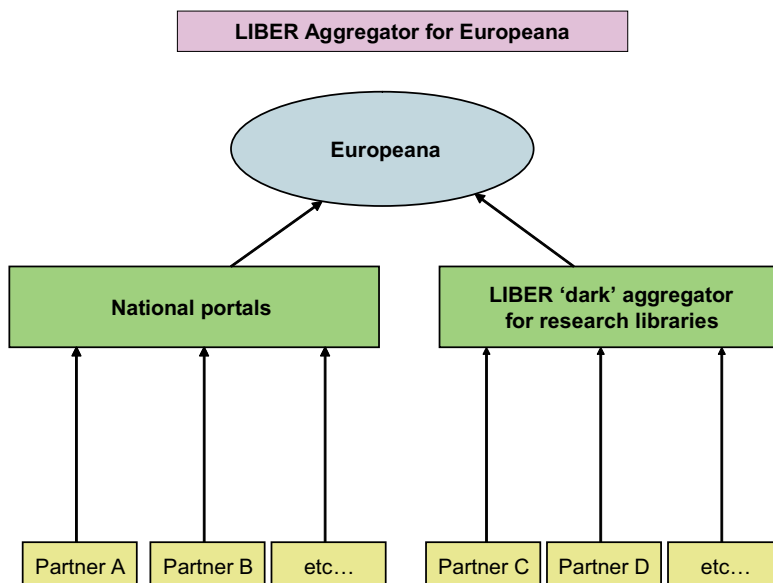 LIBER Aggregator for Europeana
Europeana
National portals
LIBER ‘dark’ aggregator
for research libraries
Partner A
Partner B
etc…
Partner C
Partner D
etc…